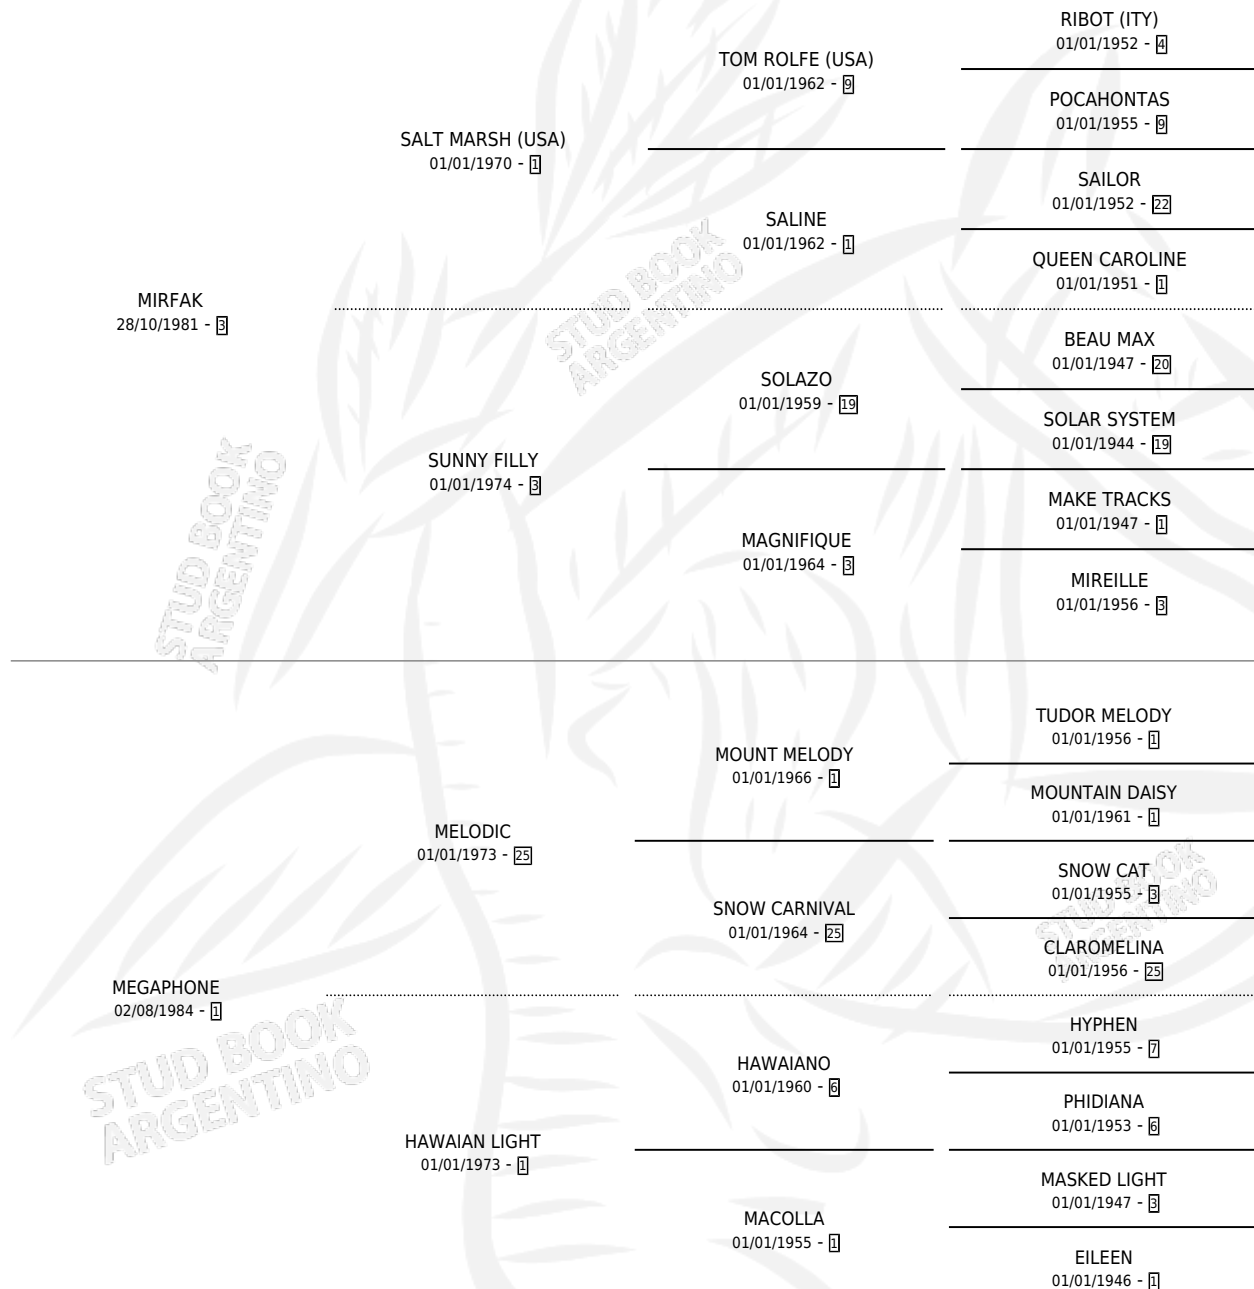 RIBOT (ITY)
01/01/1952 - 4
TOM ROLFE (USA)
01/01/1962 - 9
POCAHONTAS
01/01/1955 - 9
SALT MARSH (USA)
01/01/1970 - 1
SAILOR
01/01/1952 - 22
SALINE
01/01/1962 - 1
QUEEN CAROLINE
01/01/1951 - 1
MIRFAK
28/10/1981 - 3
BEAU MAX
01/01/1947 - 20
SOLAZO
01/01/1959 - 19
SOLAR SYSTEM
01/01/1944 - 19
SUNNY FILLY
01/01/1974 - 3
MAKE TRACKS
01/01/1947 - 1
MAGNIFIQUE
01/01/1964 - 3
MIREILLE
01/01/1956 - 3
TUDOR MELODY
01/01/1956 - 1
MOUNT MELODY
01/01/1966 - 1
MOUNTAIN DAISY
01/01/1961 - 1
MELODIC
01/01/1973 - 25
SNOW CAT
01/01/1955 - 3
SNOW CARNIVAL
01/01/1964 - 25
CLAROMELINA
01/01/1956 - 25
MEGAPHONE
02/08/1984 - 1
HYPHEN
01/01/1955 - 7
HAWAIANO
01/01/1960 - 6
PHIDIANA
01/01/1953 - 6
HAWAIAN LIGHT
01/01/1973 - 1
MASKED LIGHT
01/01/1947 - 3
MACOLLA
01/01/1955 - 1
EILEEN
01/01/1946 - 1
STUD BOOK
ARGENTINO
STUD BOOK
ARGENTINO
STUD BOOK
ARGENTINO
STUD BOOK
ARGENTINO